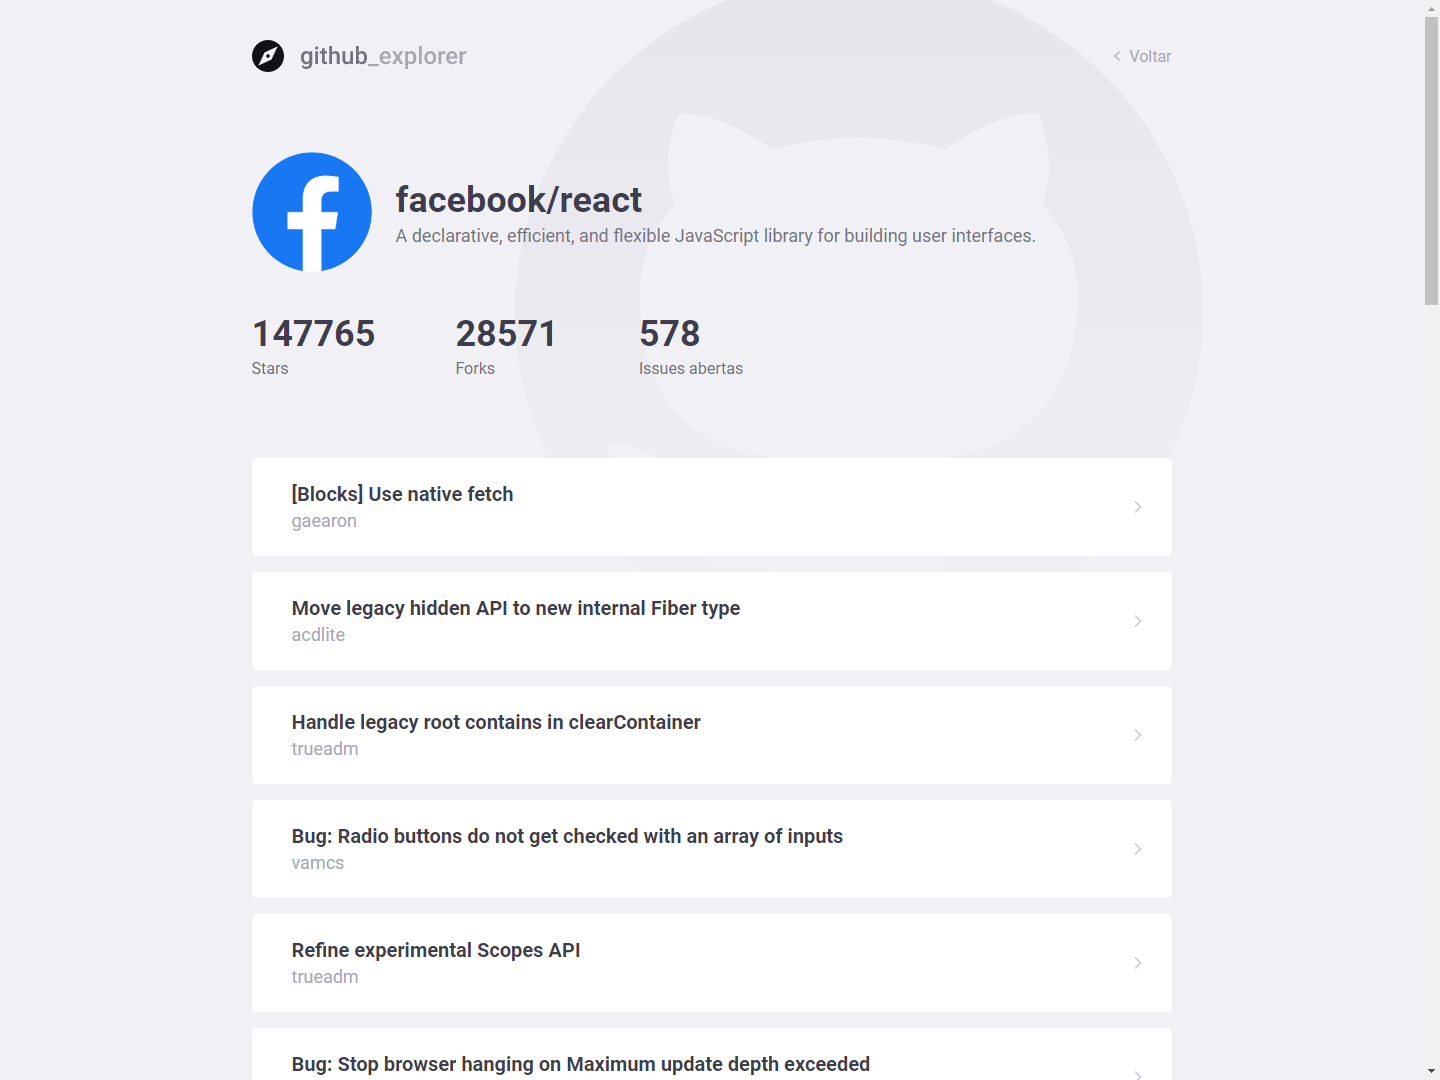 github_explorer
Voltar
facebook/react
A declarative, efficient, and flexible JavaScript library for building user interfaces.
147765
28571
578
Stars
Forks
Issues abertas
[Blocks] Use native fetch
gaearon
Move legacy hidden API to new internal Fiber type
acdlite
Handle legacy root contains in clearContainer
trueadm
Bug: Radio buttons do not get checked with an array of inputs
vamcs
Refine experimental Scopes API
trueadm
Bug: Stop browser hanging on Maximum update depth exceeded